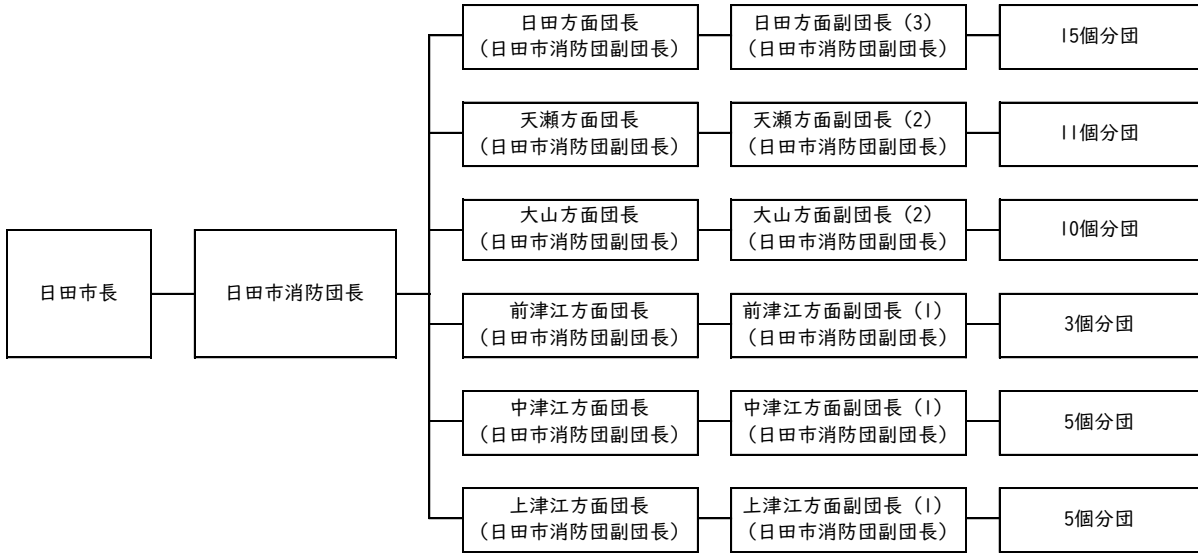 日田方面団長
(日田市消防団副団長)
日田方面副団長(3)
(日田市消防団副団長)
15個分団
天瀬方面団長
(日田市消防団副団長)
天瀬方面副団長(2)
(日田市消防団副団長)
11個分団
大山方面団長
(日田市消防団副団長)
大山方面副団長(2)
(日田市消防団副団長)
10個分団
日田市長
日田市消防団長
前津江方面団長
(日田市消防団副団長)
前津江方面副団長(1)
(日田市消防団副団長)
3個分団
中津江方面団長
(日田市消防団副団長)
中津江方面副団長(1)
(日田市消防団副団長)
5個分団
上津江方面団長
(日田市消防団副団長)
上津江方面副団長(1)
(日田市消防団副団長)
5個分団